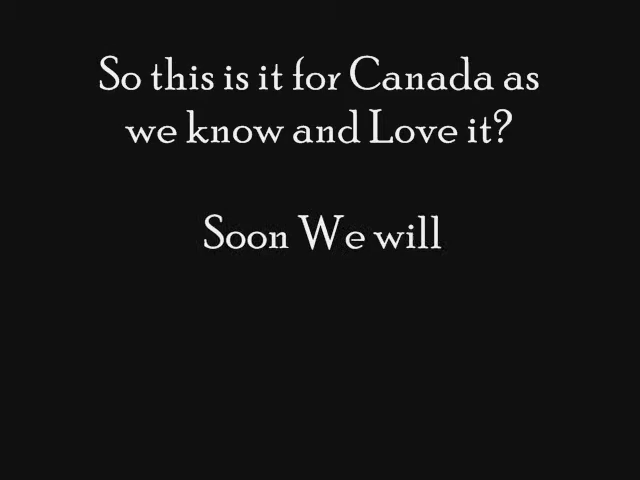 So this is it for Canada as
we know and Love it?
Soon We will